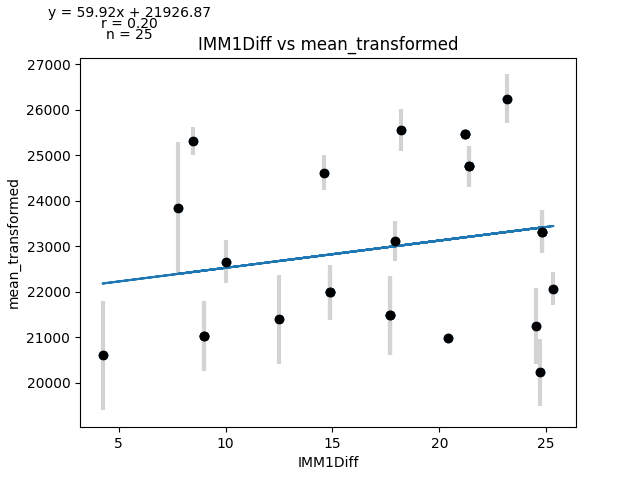 y = 59.92x + 21926.87
r = 0.20
n = 25
IMM1Diff vs mean_transformed
27000
26000
25000
24000
23000
22000
21000
20000
mean_transformed
5 10 15 20 25
IMM1Diff